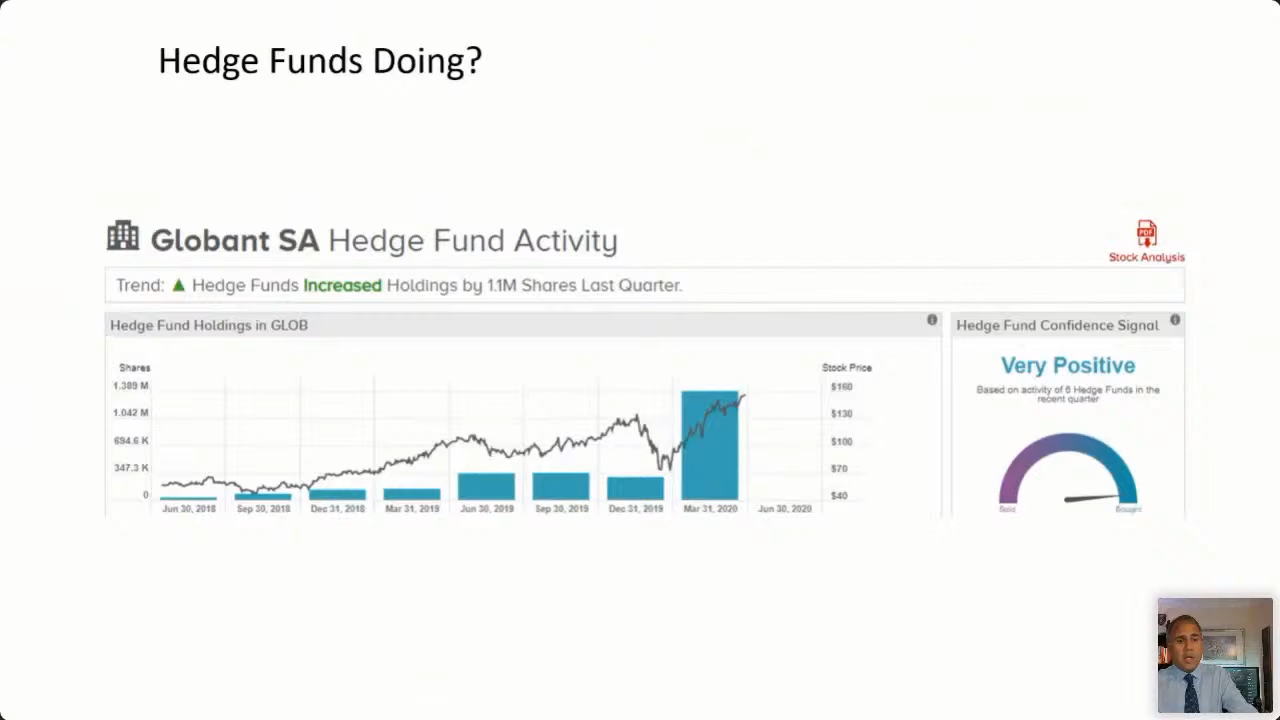 Hedge Funds Doing?
Globant SA Hedge Fund Activity
PDF
Stock Analysis
Trend: ▲ Hedge Funds Increased Holdings by 1.1M Shares Last Quarter.
Hedge Fund Holdings in GLOB
Shares
1.389 M
1.042 M
694.6 K
347.3 K
0
Stock Price
$160
$130
$100
$70
$40
Jun 30, 2018 Sep 30, 2018 Dec 31, 2018 Mar 31, 2019 Jun 30, 2019 Sep 30, 2019 Dec 31, 2019 Mar 31, 2020 Jun 30, 2020
Hedge Fund Confidence Signal
Very Positive
Based on activity of 6 Hedge Funds in the
recent quarter
Sold Bought